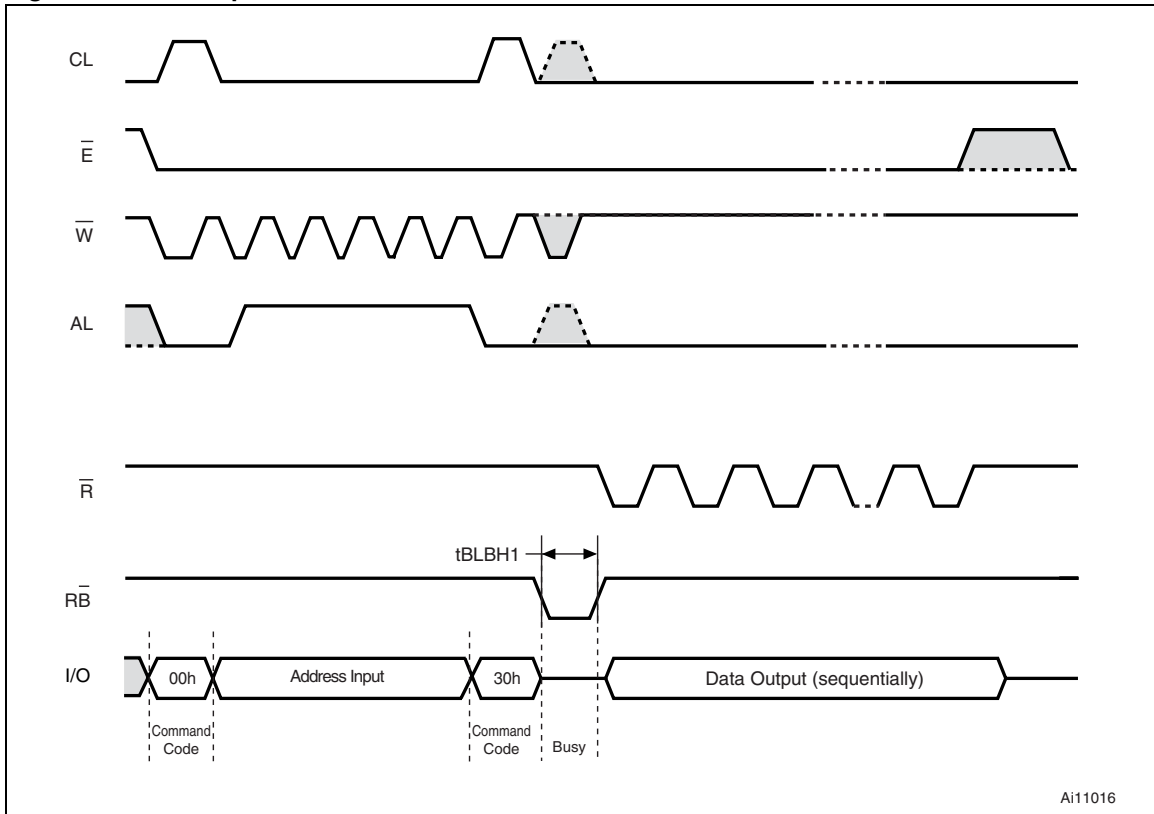 CL
E̅
W̅
AL
R̅
tBLBH1
RB̅
I/O
00h
Address Input
30h
Data Output (sequentially)
Command Code
Command Code
Busy
Ai11016